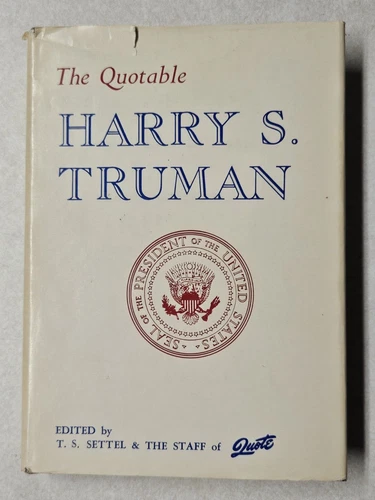 The Quotable
HARRY S.
TRUMAN
SEAL OF THE PRESIDENT OF THE UNITED STATES
EDITED by
T. S. SETTEL & THE STAFF of Quote